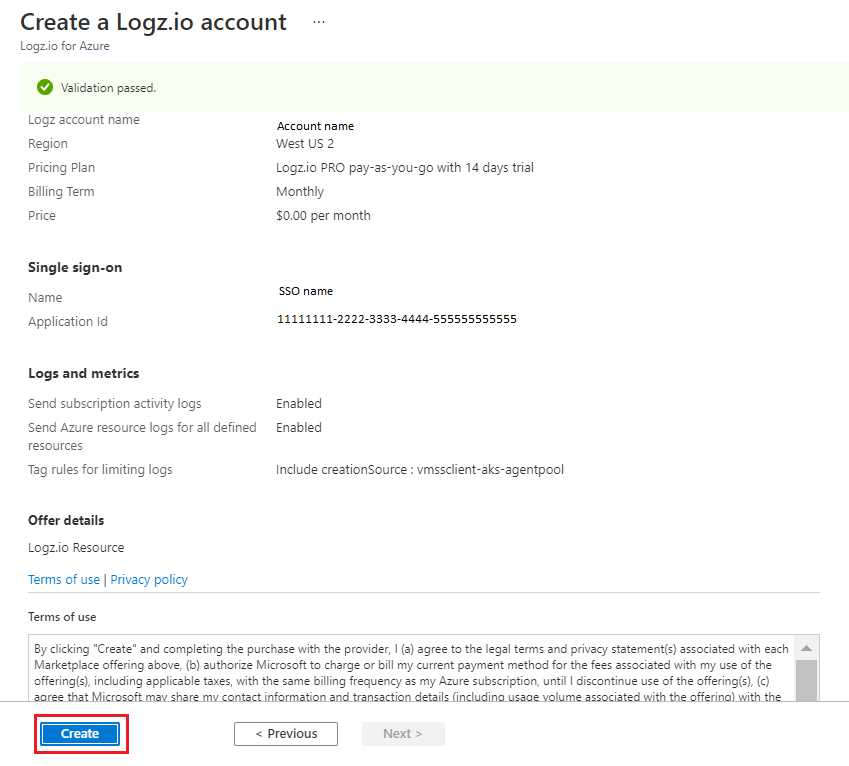 Create a Logz.io account ...
Logz.io for Azure
Validation passed.
Logz account name Account name
Region West US 2
Pricing Plan Logz.io PRO pay-as-you-go with 14 days trial
Billing Term Monthly
Price $0.00 per month
Single sign-on
Name SSO name
Application Id 11111111-2222-3333-4444-555555555555
Logs and metrics
Send subscription activity logs Enabled
Send Azure resource logs for all defined Enabled
resources
Tag rules for limiting logs Include creationSource : vmssclient-aks-agentpool
Offer details
Logz.io Resource
Terms of use | Privacy policy
Terms of use
By clicking "Create" and completing the purchase with the provider, I (a) agree to the legal terms and privacy statement(s) associated with each
Marketplace offering above, (b) authorize Microsoft to charge or bill my current payment method for the fees associated with my use of the
offering(s), including applicable taxes, with the same billing frequency as my Azure subscription, until I discontinue use of the offering(s), (c)
agree that Microsoft may share my contact information and transaction details (including usage volume associated with the offering) with the
Create < Previous Next >